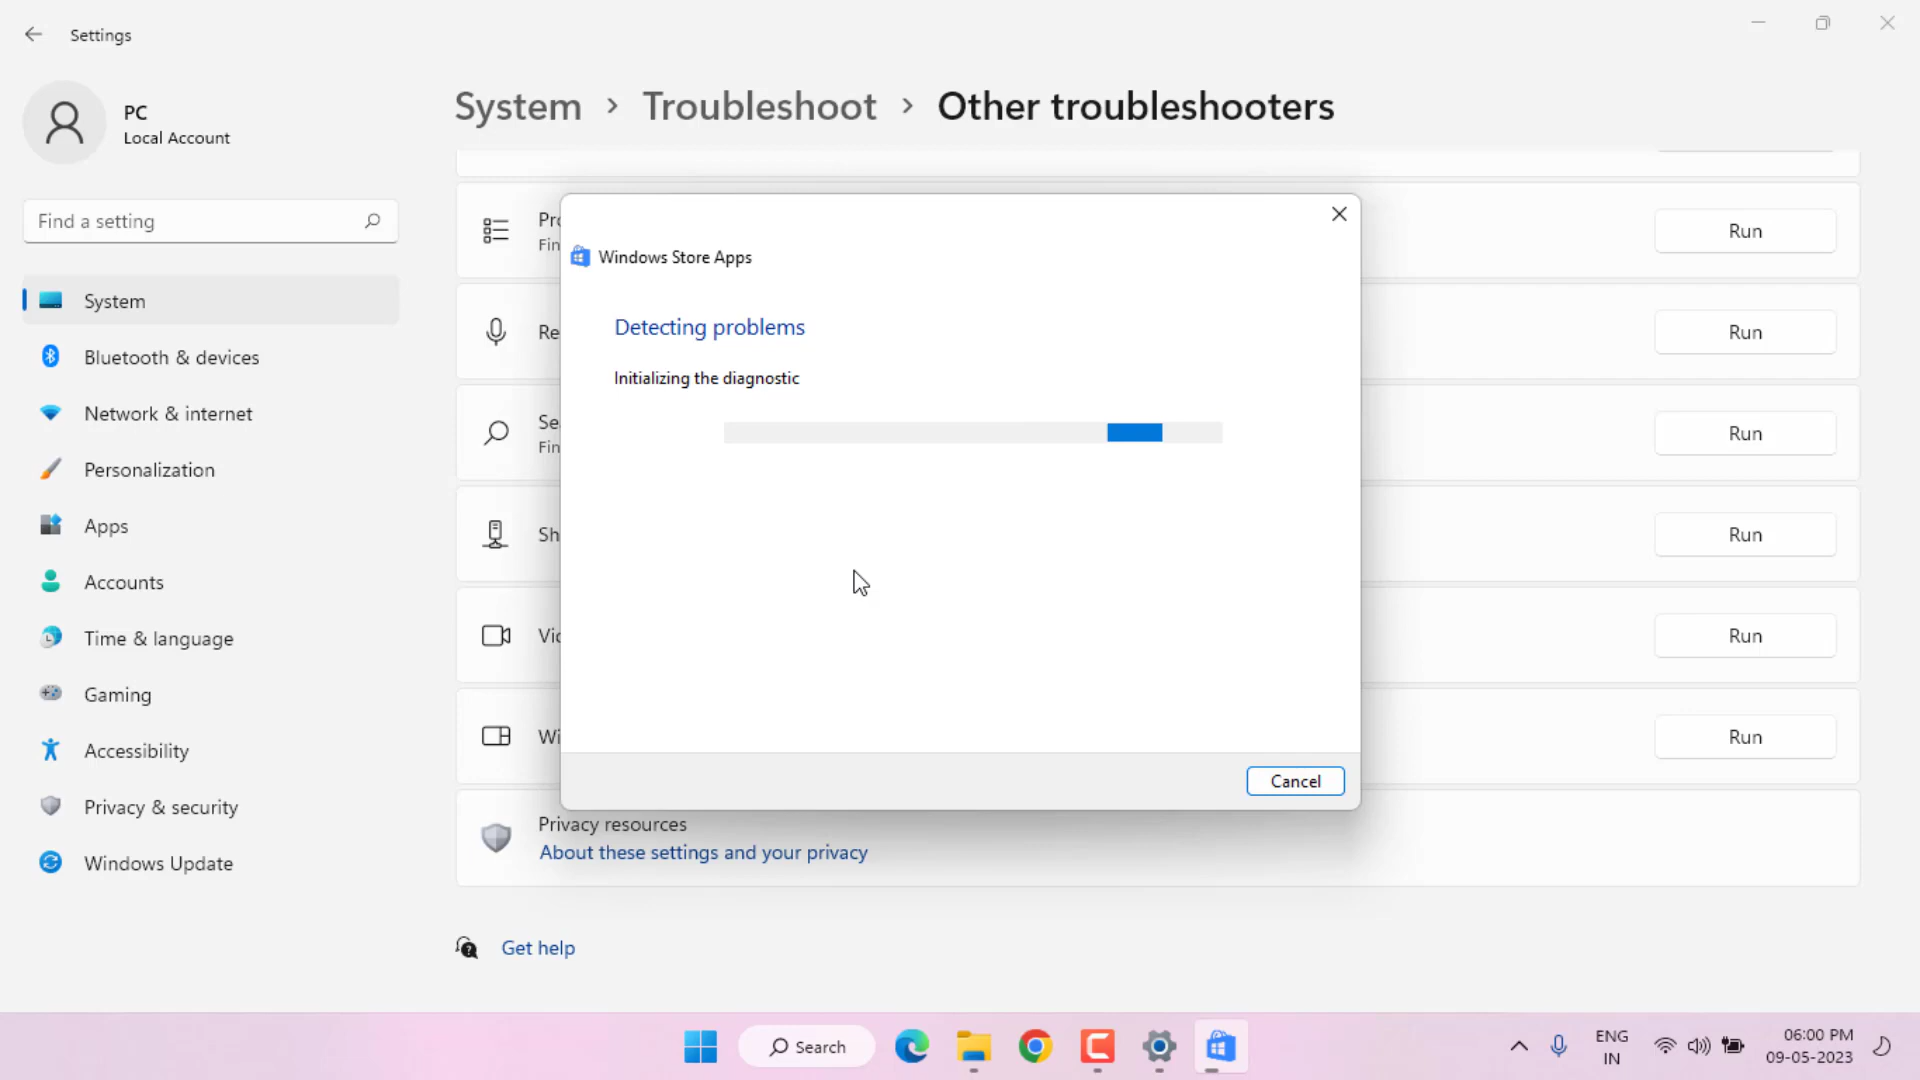 Settings
PC
Local Account
Find a setting
System
Bluetooth & devices
Network & internet
Personalization
Apps
Accounts
Time & language
Gaming
Accessibility
Privacy & security
Windows Update
System > Troubleshoot > Other troubleshooters
Run
Run
Run
Run
Run
Run
Windows Store Apps
Detecting problems
Initializing the diagnostic
Cancel
Privacy resources
About these settings and your privacy
Get help
Search
ENG
IN
06:00 PM
09-05-2023